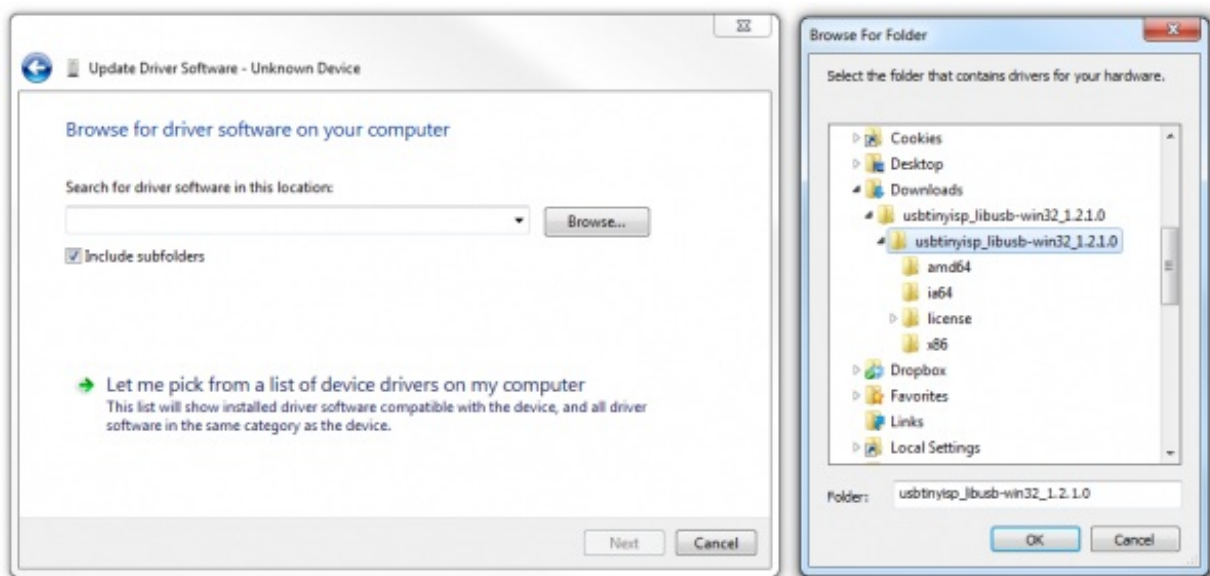 Update Driver Software - Unknown Device
Browse for driver software on your computer
Search for driver software in this location:
Browse...
Include subfolders
Let me pick from a list of device drivers on my computer
This list will show installed driver software compatible with the device, and all driver
software in the same category as the device.
Next
Cancel
Browse For Folder
Select the folder that contains drivers for your hardware.
Cookies
Desktop
Downloads
usbtinyisp_libusb-win32_1.2.1.0
usbtinyisp_libusb-win32_1.2.1.0
amd64
ia64
license
x86
Dropbox
Favorites
Links
Local Settings
Folder:
usbtinyisp_libusb-win32_1.2.1.0
OK
Cancel